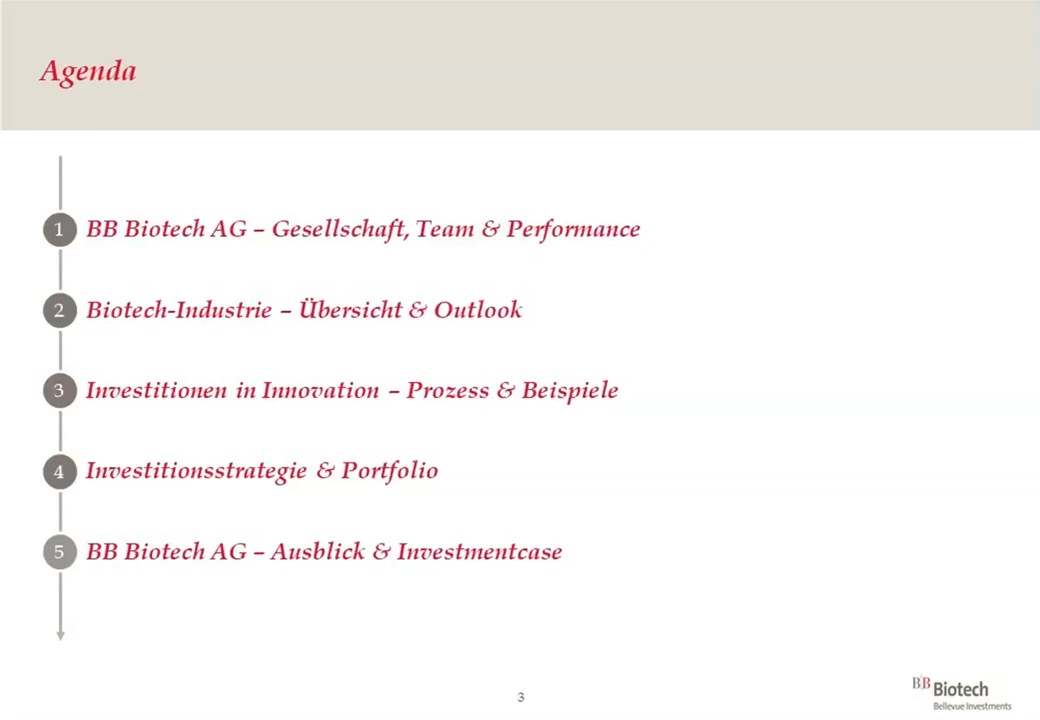 Agenda
1 BB Biotech AG – Gesellschaft, Team & Performance
2 Biotech-Industrie – Übersicht & Outlook
3 Investitionen in Innovation – Prozess & Beispiele
4 Investitionsstrategie & Portfolio
5 BB Biotech AG – Ausblick & Investmentcase
3
BB Biotech
Bellevue Investments